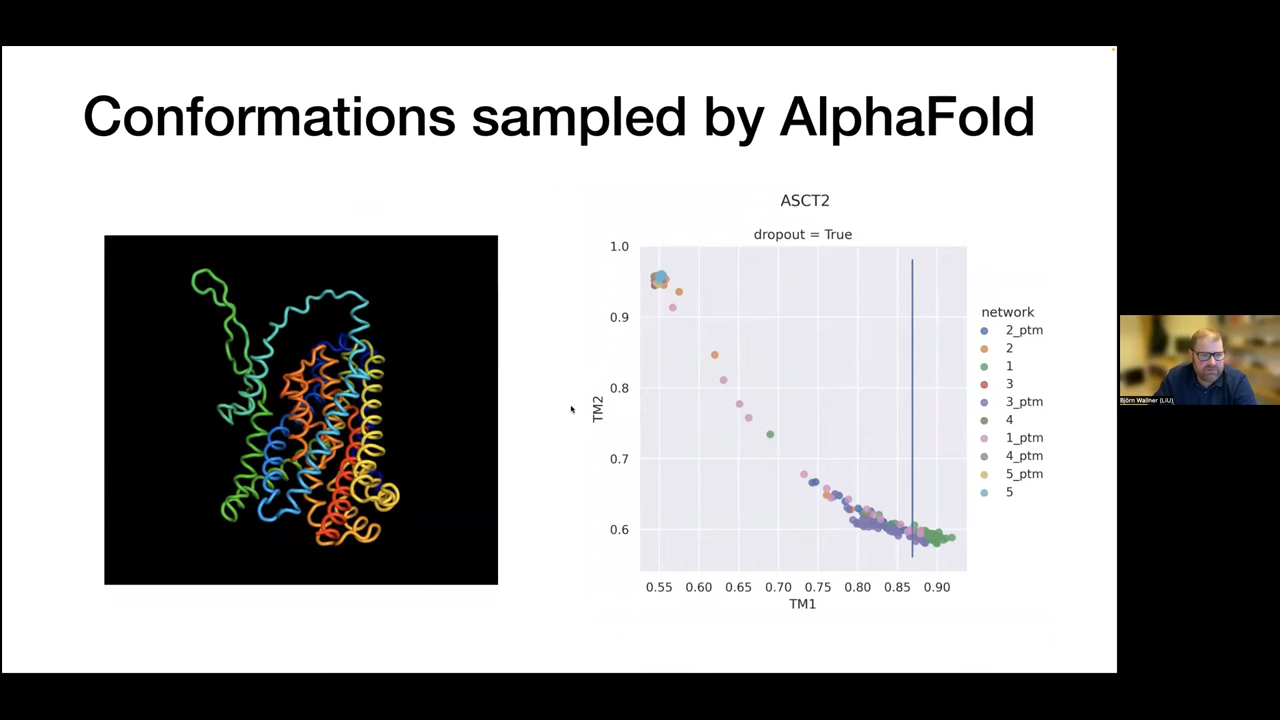 Conformations sampled by AlphaFold
ASCT2
dropout = True
1.0
0.9
0.8
0.7
0.6
TM2
0.55 0.60 0.65 0.70 0.75 0.80 0.85 0.90
TM1
network
2_ptm
2
1
3
3_ptm
4
1_ptm
4_ptm
5_ptm
5
Björn Wallner (LiU)